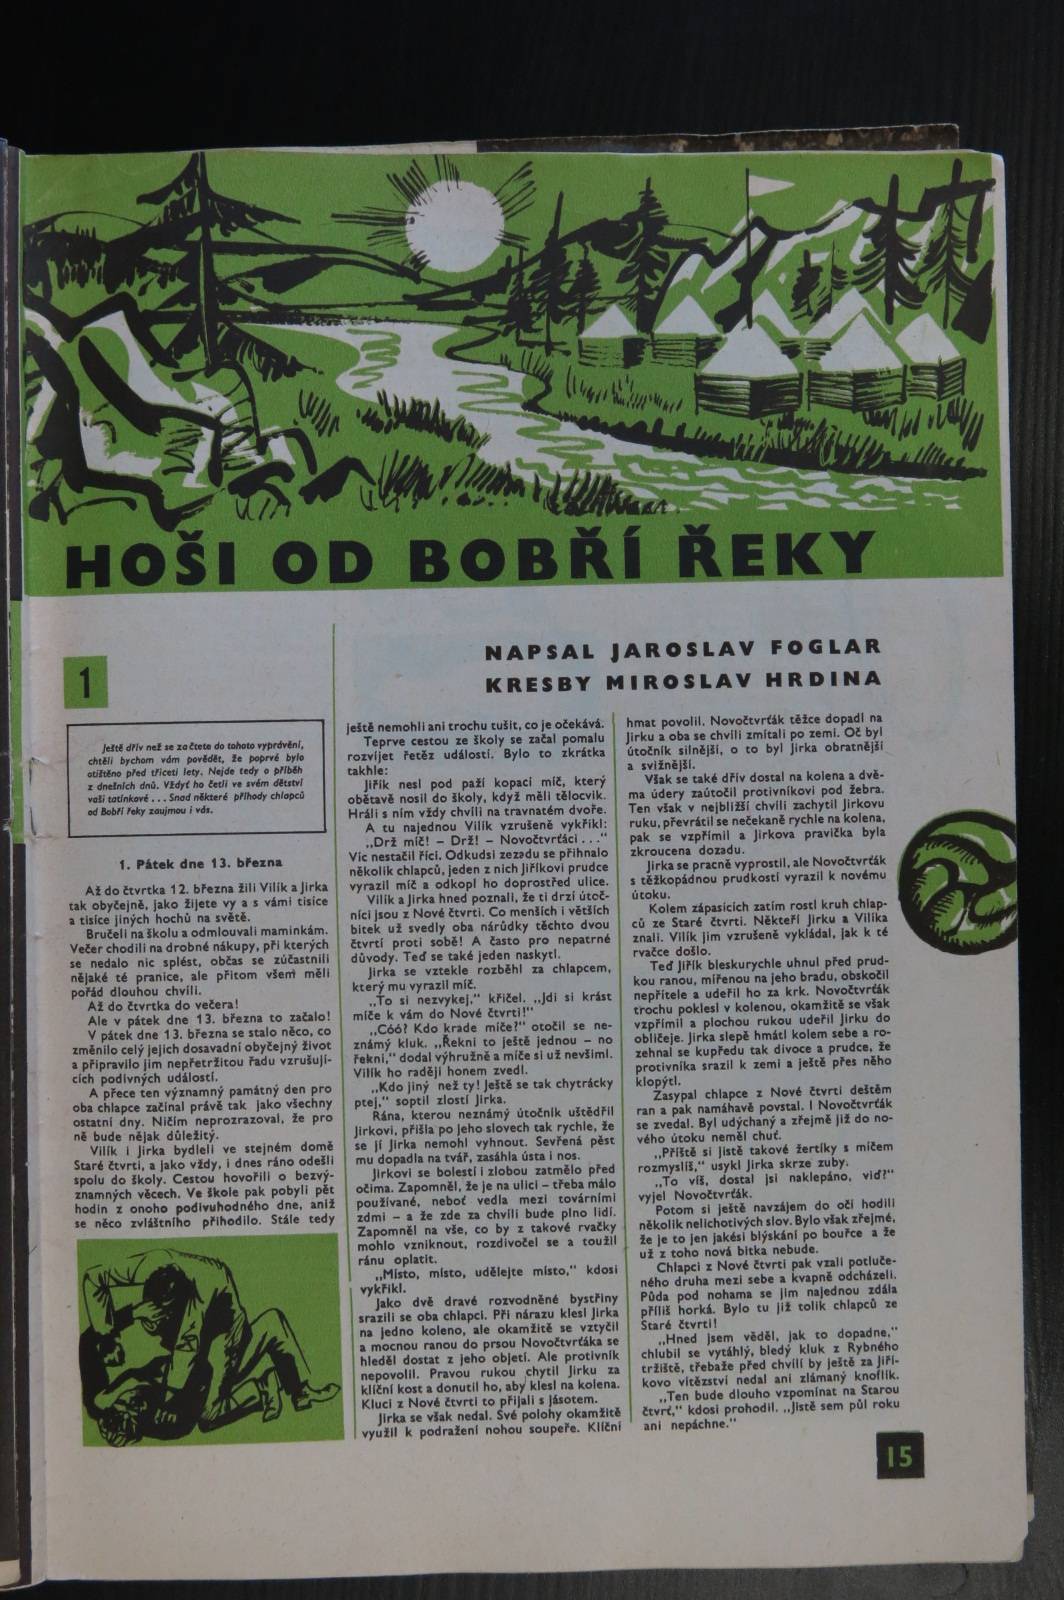 HOŠI OD BOBŘÍ ŘEKY
NAPSAL JAROSLAV FOGLAR
KRESBY MIROSLAV HRDINA
1
Ještě dřív než se začtete do tohoto vyprávění,
chtěli bychom vám povědět, že poprvé bylo
otištěno před třiceti lety. Nejde tedy o příběh
z dnešních dnů. Vždyť ho četli ve svém dětství
vaši tatínkové... Snad některé příhody chlapců
od Bobří řeky zaujmou i vás.
1. Pátek dne 13. března
Až do čtvrtka 12. března žili Vilík a Jirka
tak obyčejně, jako žijete vy a s vámi tisíce
a tisíce jiných hochů na světě.
Bručeli na školu a odmlouvali maminkám.
Večer chodili na drobné nákupy, při kterých
se nedalo nic splést, občas se zúčastnili
nějaké té pranice, ale přitom všem měli
pořád dlouhou chvíli.
Až do čtvrtka do večera!
Ale v pátek dne 13. března to začalo!
V pátek dne 13. března se stalo něco, co
změnilo celý jejich dosavadní obyčejný život
a připravilo jim nepřetržitou řadu vzrušují-
cích podivných událostí.
A přece ten významný památný den pro
oba chlapce začínal právě tak jako všechny
ostatní dny. Ničím neprozrazoval, že pro
ně bude nějak důležitý.
Vilík i Jirka bydleli ve stejném domě
Staré čtvrti, a jako vždy, i dnes ráno odešli
spolu do školy. Cestou hovořili o bezvý-
znamných věcech. Ve škole pak pobyli pět
hodin z onoho podivuhodného dne, aniž
se něco zvláštního přihodilo. Stále tedy
ještě nemohli ani trochu tušit, co je očekává.
Teprve cestou ze školy se začal pomalu
rozvíjet řetěz událostí. Bylo to zkrátka
takhle:
Jiřík nesl pod paží kopací míč, který
obětavě nosil do školy, když měli tělocvik.
Hráli s ním vždy chvíli na travnatém dvoře.
A tu najednou Vilík vzrušeně vykřikl:
„Drž míč! – Drž! – Novočtvrťáci..."
Víc nestačil říci. Odkudsi zezadu se přihnalo
několik chlapců, jeden z nich Jiříkovi prudce
vyrazil míč a odkopl ho doprostřed ulice.
Vilík a Jirka hned poznali, že ti drzí útoč-
níci jsou z Nové čtvrti. Co menších i větších
bitek už svedly oba nárůdky těchto dvou
čtvrtí proti sobě! A často pro nepatrné
důvody. Teď se také jeden naskytl.
Jirka se vztekle rozběhl za chlapcem,
který mu vyrazil míč.
„To si nezvykej," křičel. „Jdi si krást
míče k vám do Nové čtvrti!"
„Cóó? Kdo krade míče?" otočil se ne-
známý kluk. „Řekni to ještě jednou – no
řekni," dodal výhružně a míče si už nevšiml.
Vilík ho raději honem zvedl.
„Kdo jiný než ty! Ještě se tak chytrácky
ptej," soptil zlostí Jirka.
Rána, kterou neznámý útočník uštědřil
Jirkovi, přišla po jeho slovech tak rychle, že
se jí Jirka nemohl vyhnout. Sevřená pěst
mu dopadla na tvář, zasáhla ústa i nos.
Jirkovi se bolestí i zlobou zatmělo před
očima. Zapomněl, že je na ulici – třeba málo
používané, neboť vedla mezi továrními
zdmi – a že zde za chvíli bude plno lidí.
Zapomněl na vše, co by z takové rvačky
mohlo vzniknout, rozdivočel se a toužil
ránu oplatit.
„Místo, místo, udělejte místo," kdosi
vykřikl.
Jako dvě dravé rozvodněné bystřiny
srazili se oba chlapci. Při nárazu klesl Jirka
na jedno koleno, ale okamžitě se vztyčil
a mocnou ranou do prsou Novočtvrťáka se
hleděl dostat z jeho objetí. Ale protivník
nepovolil. Pravou rukou chytil Jirku za
klíční kost a donutil ho, aby klesl na kolena.
Kluci z Nové čtvrti to přijali s jásotem.
Jirka se však nedal. Své polohy okamžitě
využil k podražení nohou soupeře. Klíční
hmat povolil. Novočtvrťák těžce dopadl na
Jirku a oba se chvíli zmítali po zemi. Oč byl
útočník silnější, o to byl Jirka obratnější
a svižnější.
Však se také dřív dostal na kolena a dvě-
ma údery zaútočil protivníkovi pod žebra.
Ten však v nejbližší chvíli zachytil Jirkovu
ruku, převrátil se nečekaně rychle na kolena,
pak se vzpřímil a Jirkova pravička byla
zkroucena dozadu.
Jirka se pracně vyprostil, ale Novočtvrťák
s těžkopádnou prudkostí vyrazil k novému
útoku.
Kolem zápasících zatím rostl kruh chlap-
ců ze Staré čtvrti. Někteří Jirku a Vilíka
znali. Vilík jim vzrušeně vykládal, jak k té
rvačce došlo.
Teď Jiřík bleskurychle uhnul před prud-
kou ranou, mířenou na jeho bradu, obskočil
nepřítele a udeřil ho za krk. Novočtvrťák
trochu poklesl v kolenou, okamžitě se však
vzpřímil a plochou rukou udeřil Jirku do
obličeje. Jirka slepě hmátl kolem sebe a ro-
zehnal se kupředu tak divoce a prudce, že
protivníka srazil k zemi a ještě přes něho
klopýtl.
Zasypal chlapce z Nové čtvrti deštěm
ran a pak namáhavě povstal. I Novočtvrťák
se zvedal. Byl udýchaný a zřejmě již do no-
vého útoku neměl chuť.
„Příště si jistě takové žertíky s míčem
rozmyslíš," usykl Jirka skrze zuby.
„To víš, dostal jsi naklepáno, viď?"
vyjel Novočtvrťák.
Potom si ještě navzájem do očí hodili
několik nelichotivých slov. Bylo však zřejmé,
že je to jen jakési blýskání po bouřce a že
už z toho nová bitka nebude.
Chlapci z Nové čtvrti pak vzali potluče-
ného druha mezi sebe a kvapně odcházeli.
Půda pod nohama se jim najednou zdála
příliš horká. Bylo tu již tolik chlapců ze
Staré čtvrti!
„Hned jsem věděl, jak to dopadne,"
chlubil se vytáhlý, bledý kluk z Rybného
tržiště, třebaže před chvílí by ještě za Jiří-
kovo vítězství nedal ani zlámaný knoflík.
„Ten bude dlouho vzpomínat na Starou
čtvrť," kdosi prohodil. „Jistě sem půl roku
ani nepáchne."
15